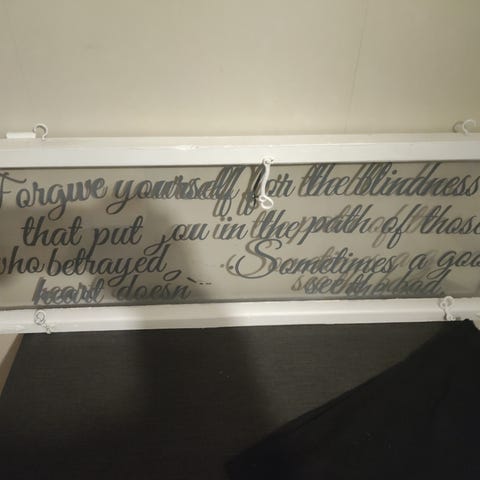 Forgive yourself for the blindness
that put you in the path of those
who betrayed you. Sometimes a good
heart doesn't see the bad.